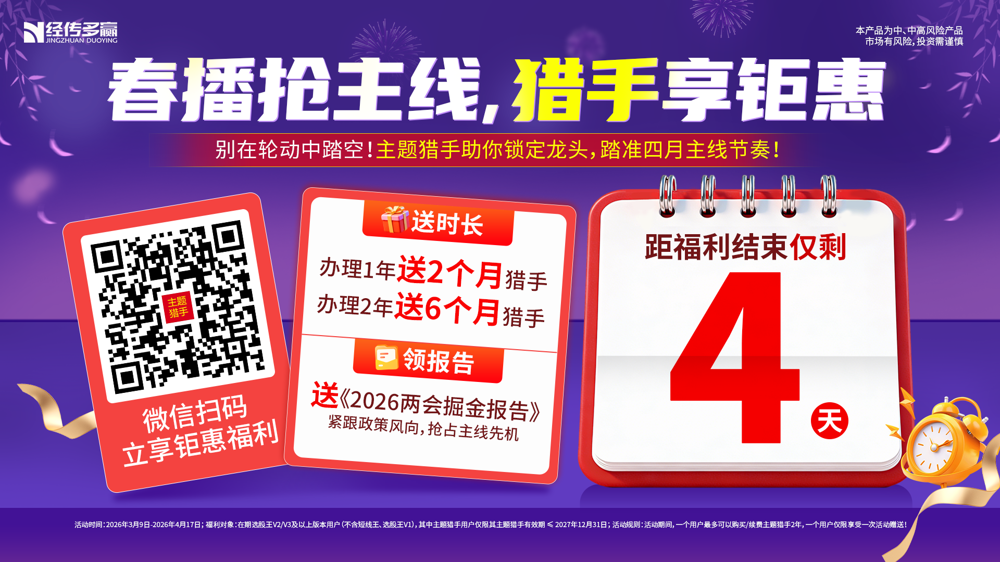 经传多赢
JINGZHUAN DUOYING
本产品为中、中高风险产品
市场有风险，投资需谨慎
春播抢主线，猎手享钜惠
别在轮动中踏空！主题猎手助你锁定龙头，踏准四月主线节奏！
主题
猎手
微信扫码
立享钜惠福利
送时长
办理1年送2个月猎手
办理2年送6个月猎手
领报告
送《2026两会掘金报告》
紧跟政策风向，抢占主线先机
距福利结束仅剩
4
天
活动时间：2026年3月9日-2026年4月17日；福利对象：在期选股王V2/V3及以上版本用户（不含短线王、选股王V1），其中主题猎手用户仅限其主题猎手有效期 ≤ 2027年12月31日；活动规则：活动期间，一个用户最多可以购买/续费主题猎手2年，一个用户仅限享受一次活动赠送！